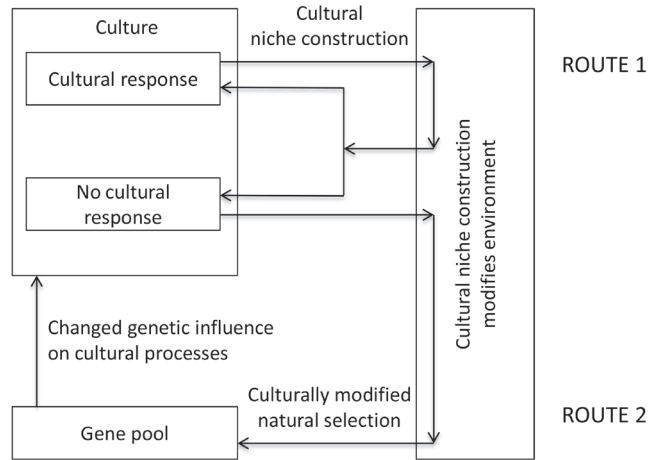 Culture
Cultural
niche construction
ROUTE 1
Cultural response
No cultural
response
Cultural niche construction
modifies environment
Changed genetic influence
on cultural processes
Culturally modified
natural selection
ROUTE 2
Gene pool